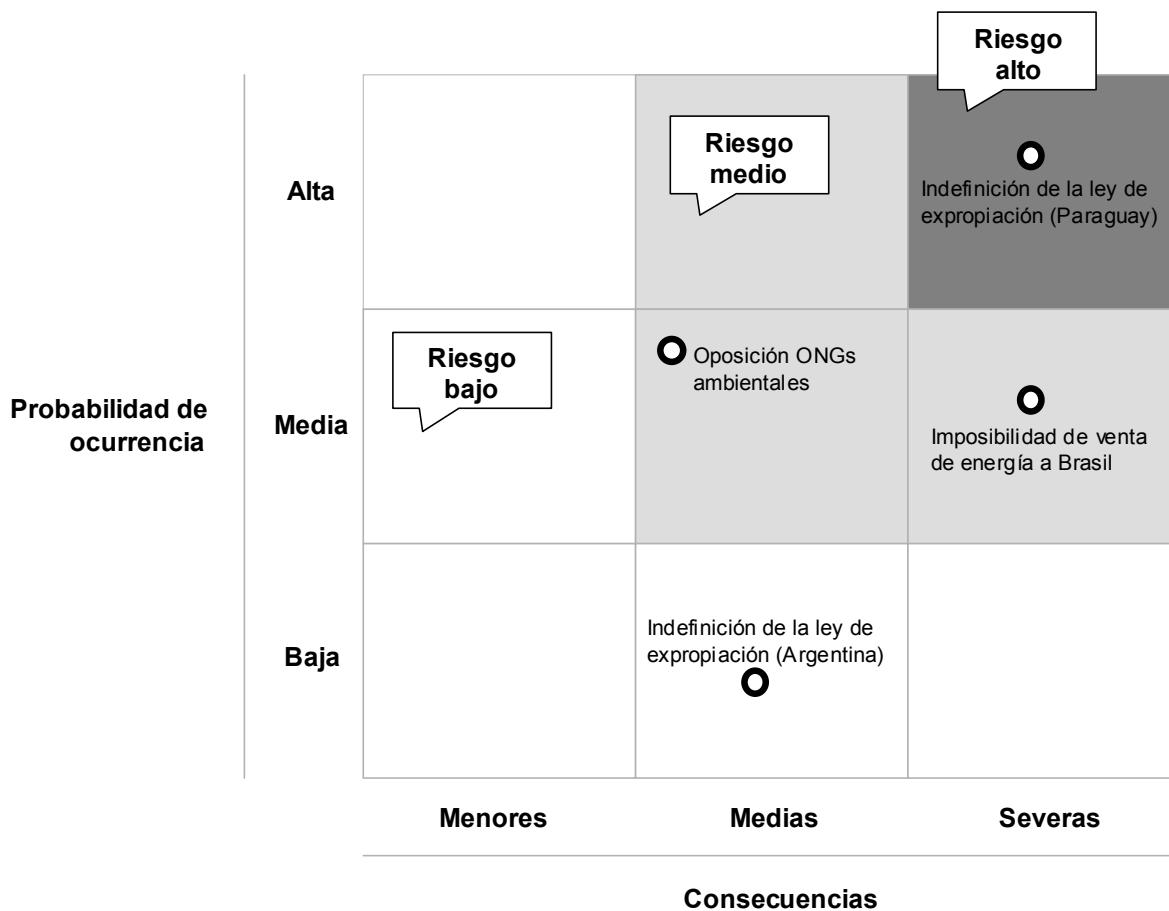 Riesgo
alto
Riesgo
medio
Alta
Indefinición de la ley de
expropiación (Paraguay)
Riesgo
bajo
Oposición ONGs
ambientales
Probabilidad de
ocurrencia
Media
Imposibilidad de venta
de energía a Brasil
Baja
Indefinición de la ley de
expropiación (Argentina)
Menores
Medias
Severas
Consecuencias